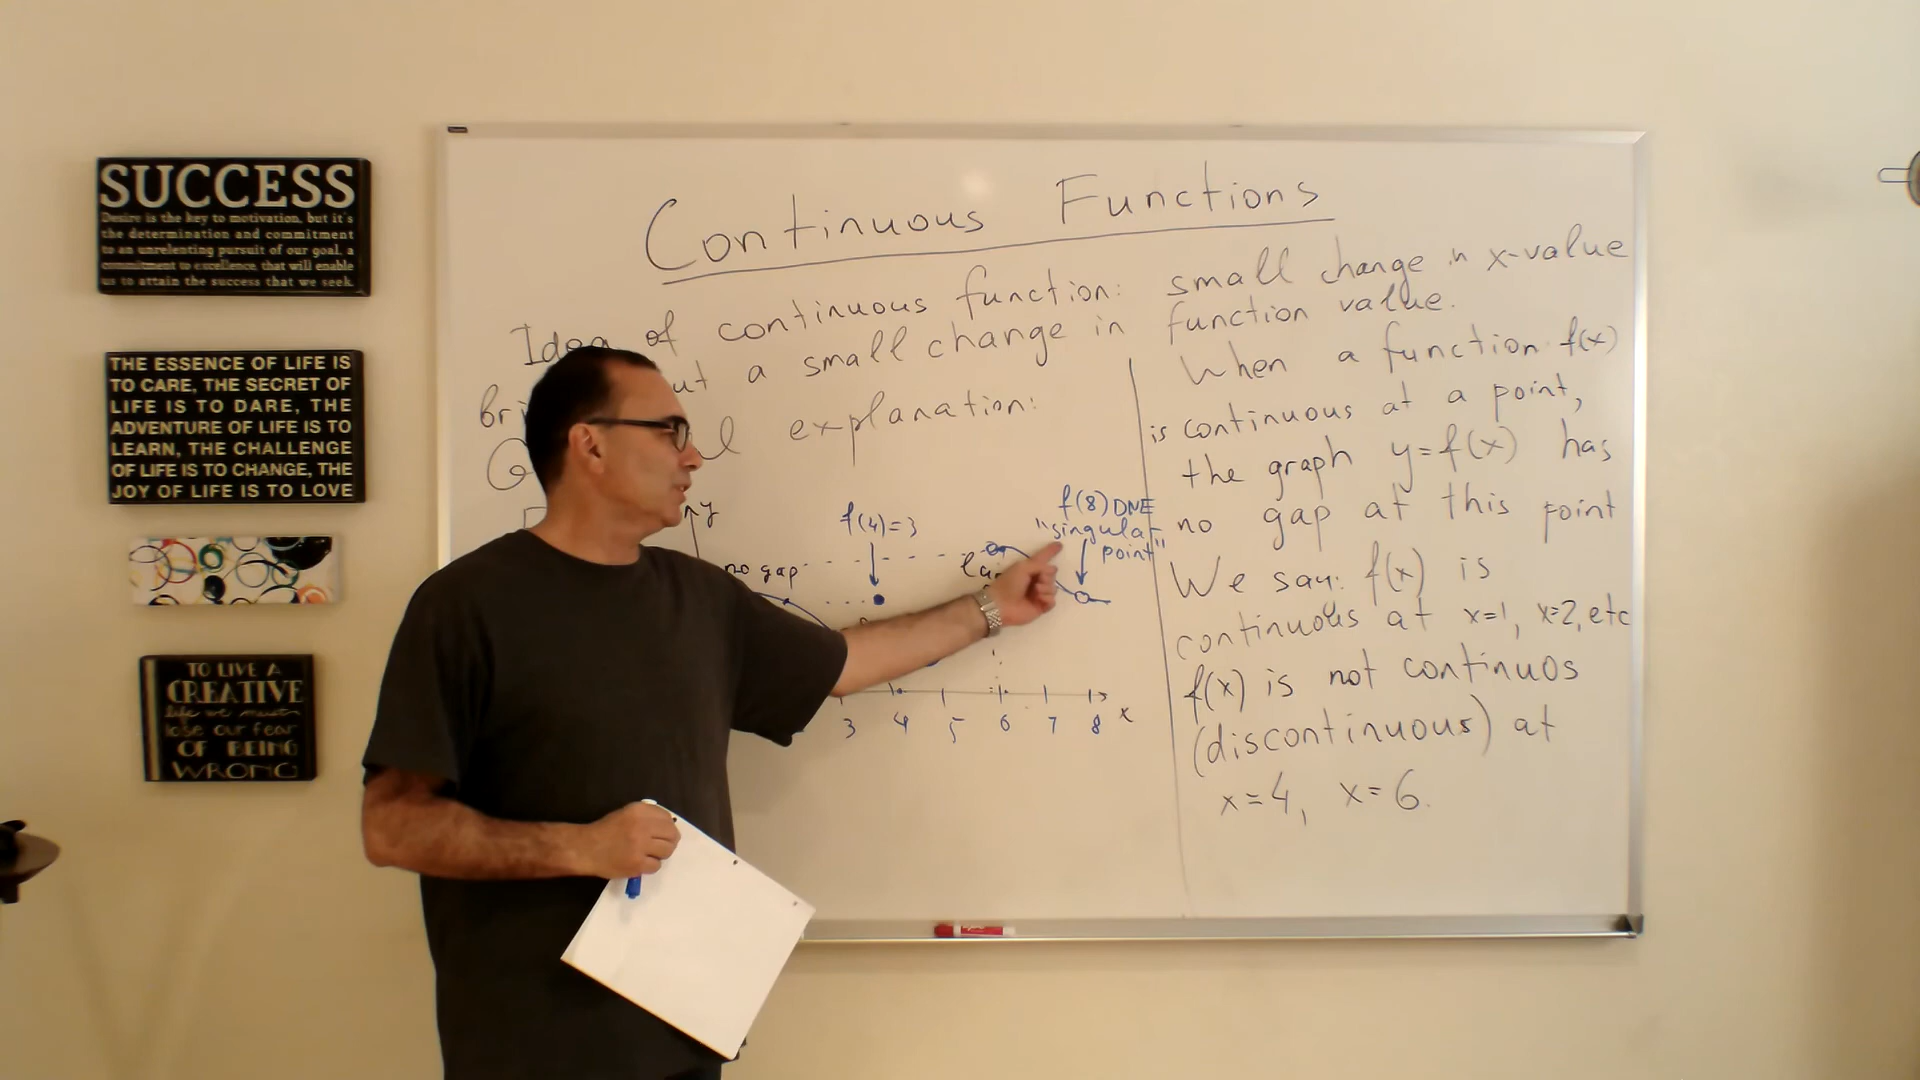 SUCCESS
Desire is the key to motivation, but it's
the determination and commitment
to an unrelenting pursuit of our goal, a
commitment to excellence, that will enable
us to attain the success that we seek.
THE ESSENCE OF LIFE IS
TO CARE, THE SECRET OF
LIFE IS TO DARE, THE
ADVENTURE OF LIFE IS TO
LEARN, THE CHALLENGE
OF LIFE IS TO CHANGE, THE
JOY OF LIFE IS TO LOVE
TO LIVE A
CREATIVE
life we must
lose our fear
OF BEING
WRONG
Continuous Functions
Idea of continuous function: small change in x-value
a small change in function value.
explanation:
y
f(4)=3
no gap
f(8) DNE
"singular
point"
3 4 5 6 7 8 x
When a function f(x)
is continuous at a point,
the graph y=f(x) has
no gap at this point
We say: f(x) is
continuous at x=1, x=2, etc
f(x) is not continuos
(discontinuous) at
x=4, x=6.